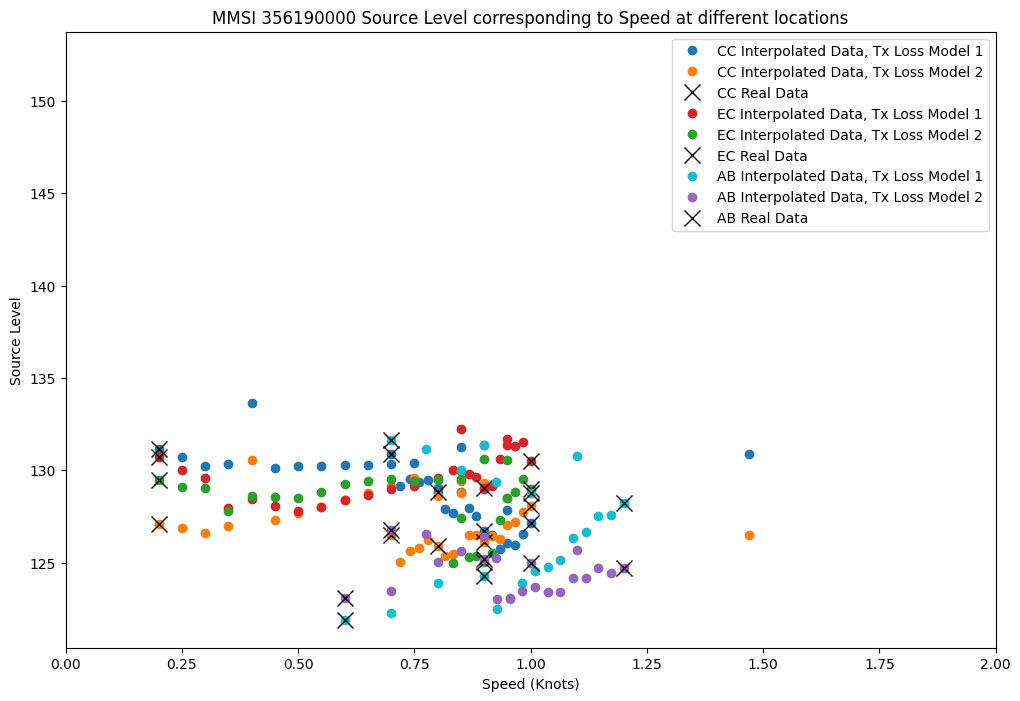 MMSI 356190000 Source Level corresponding to Speed at different locations
CC Interpolated Data, Tx Loss Model 1
CC Interpolated Data, Tx Loss Model 2
CC Real Data
EC Interpolated Data, Tx Loss Model 1
EC Interpolated Data, Tx Loss Model 2
EC Real Data
AB Interpolated Data, Tx Loss Model 1
AB Interpolated Data, Tx Loss Model 2
AB Real Data
Source Level
150
145
140
135
130
125
0.00 0.25 0.50 0.75 1.00 1.25 1.50 1.75 2.00
Speed (Knots)